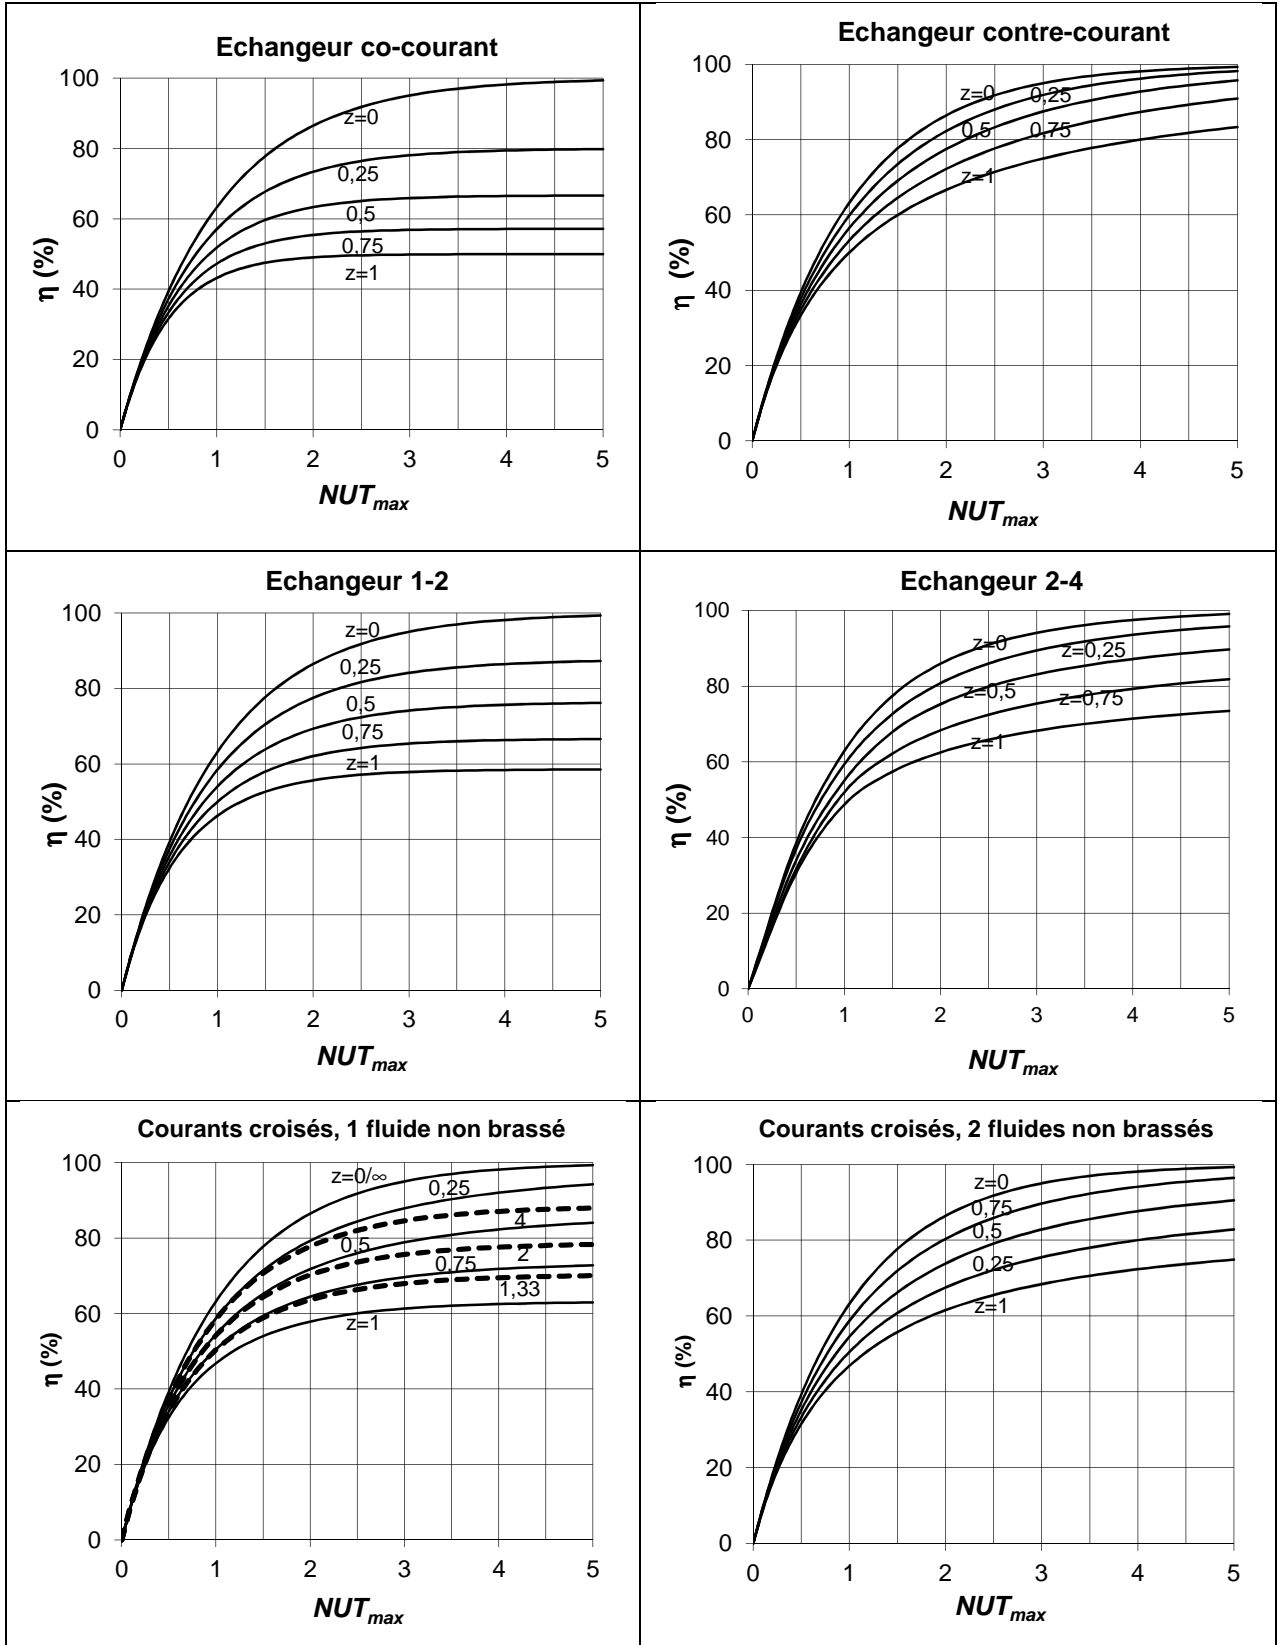 Echangeur co-courant
η (%)
100
80
60
40
20
0
z=0
0,25
0,5
0,75
z=1
0 1 2 3 4 5
NUTmax
Echangeur contre-courant
η (%)
100
80
60
40
20
0
z=0 0,25
0,5 0,75
z=1
0 1 2 3 4 5
NUTmax
Echangeur 1-2
η (%)
100
80
60
40
20
0
z=0
0,25
0,5
0,75
z=1
0 1 2 3 4 5
NUTmax
Echangeur 2-4
η (%)
100
80
60
40
20
0
z=0
z=0,25
z=0,5
z=0,75
z=1
0 1 2 3 4 5
NUTmax
Courants croisés, 1 fluide non brassé
η (%)
100
80
60
40
20
0
z=0/∞
0,25
4
0,5
2
0,75
1,33
z=1
0 1 2 3 4 5
NUTmax
Courants croisés, 2 fluides non brassés
η (%)
100
80
60
40
20
0
z=0
0,75
0,5
0,25
z=1
0 1 2 3 4 5
NUTmax